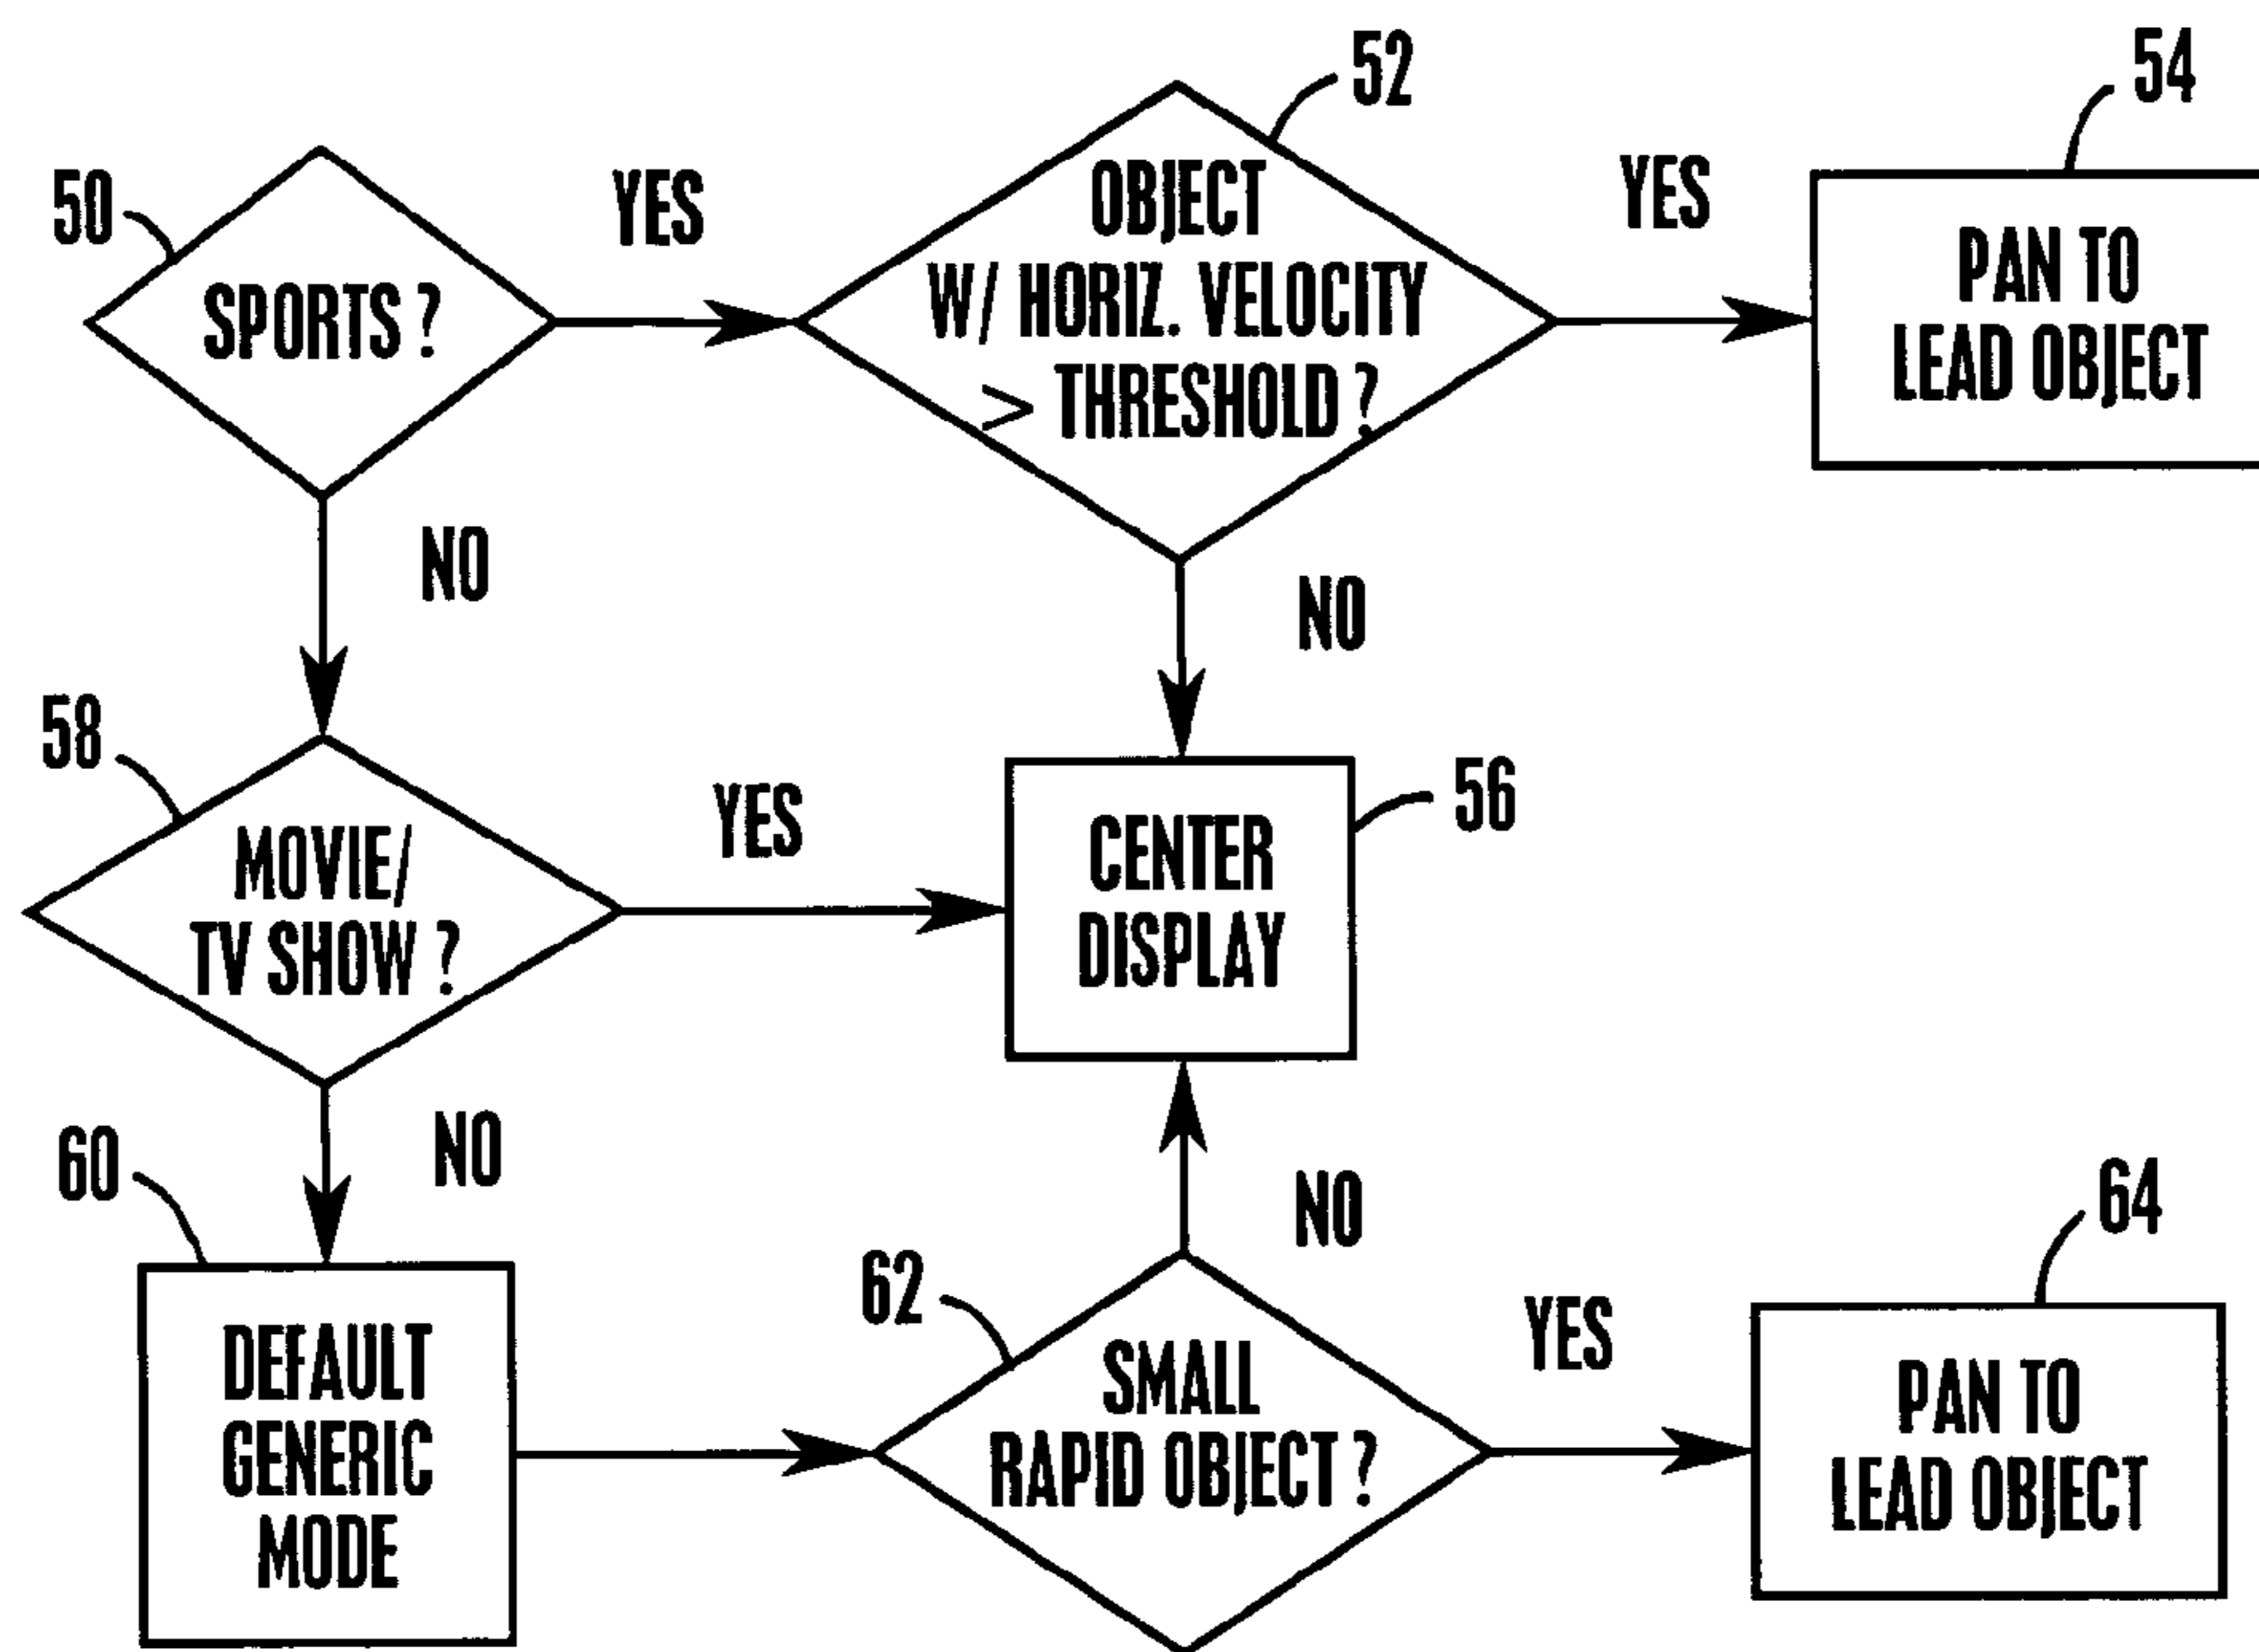 50
SPORTS ?
YES
52
OBJECT
W/ HORIZ. VELOCITY
> THRESHOLD ?
YES
54
PAN TO
LEAD OBJECT
NO
NO
58
MOVIE/
TV SHOW ?
YES
56
CENTER
DISPLAY
NO
60
DEFAULT
GENERIC
MODE
62
SMALL
RAPID OBJECT ?
NO
YES
64
PAN TO
LEAD OBJECT